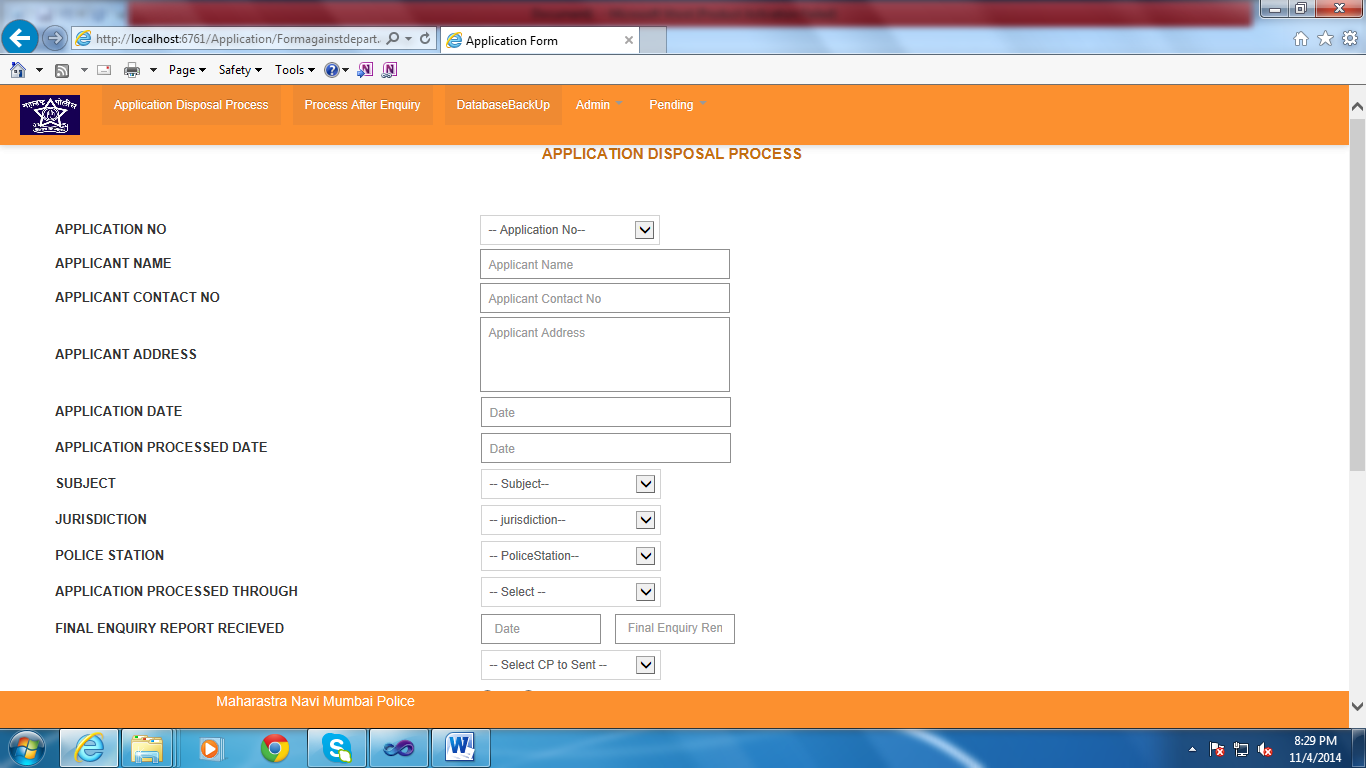 http://localhost:6761/Application/Formagainstdepart...
Application Form
Page
Safety
Tools
महाराष्ट्र पोलीस
Application Disposal Process
Process After Enquiry
DatabaseBackUp
Admin
Pending
APPLICATION DISPOSAL PROCESS
APPLICATION NO
-- Application No--
APPLICANT NAME
Applicant Name
APPLICANT CONTACT NO
Applicant Contact No
APPLICANT ADDRESS
Applicant Address
APPLICATION DATE
Date
APPLICATION PROCESSED DATE
Date
SUBJECT
-- Subject--
JURISDICTION
-- jurisdiction--
POLICE STATION
-- PoliceStation--
APPLICATION PROCESSED THROUGH
-- Select --
FINAL ENQUIRY REPORT RECIEVED
Date
Final Enquiry Ren
-- Select CP to Sent --
Maharastra Navi Mumbai Police
8:29 PM
11/4/2014